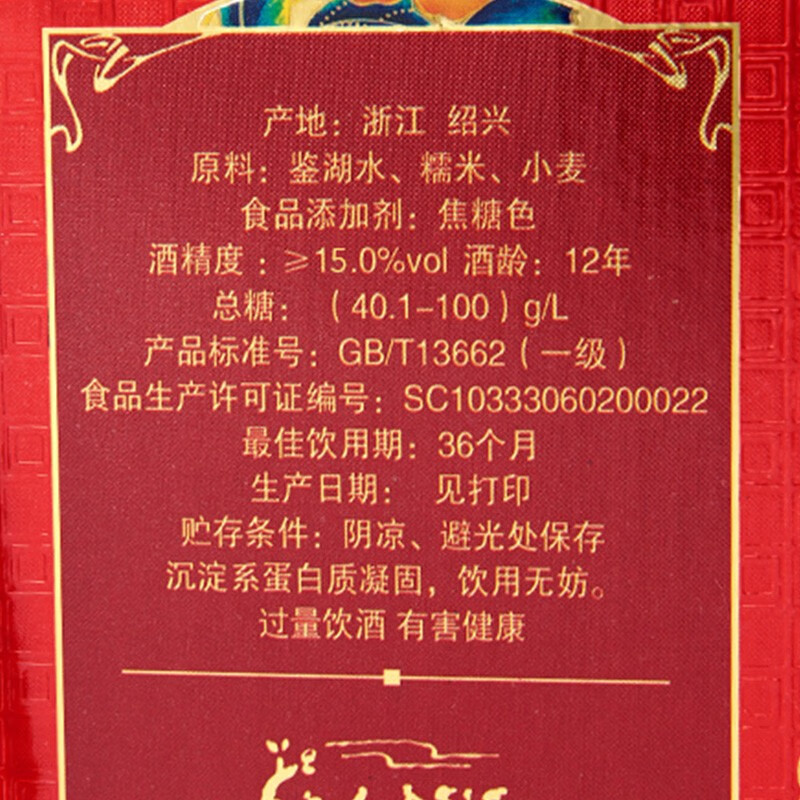 产地：浙江 绍兴
原料：鉴湖水、糯米、小麦
食品添加剂：焦糖色
酒精度：≥15.0%vol 酒龄：12年
总糖：（40.1-100）g/L
产品标准号：GB/T13662（一级）
食品生产许可证编号：SC10333060200022
最佳饮用期：36个月
生产日期： 见打印
贮存条件：阴凉、避光处保存
沉淀系蛋白质凝固，饮用无妨。
过量饮酒 有害健康